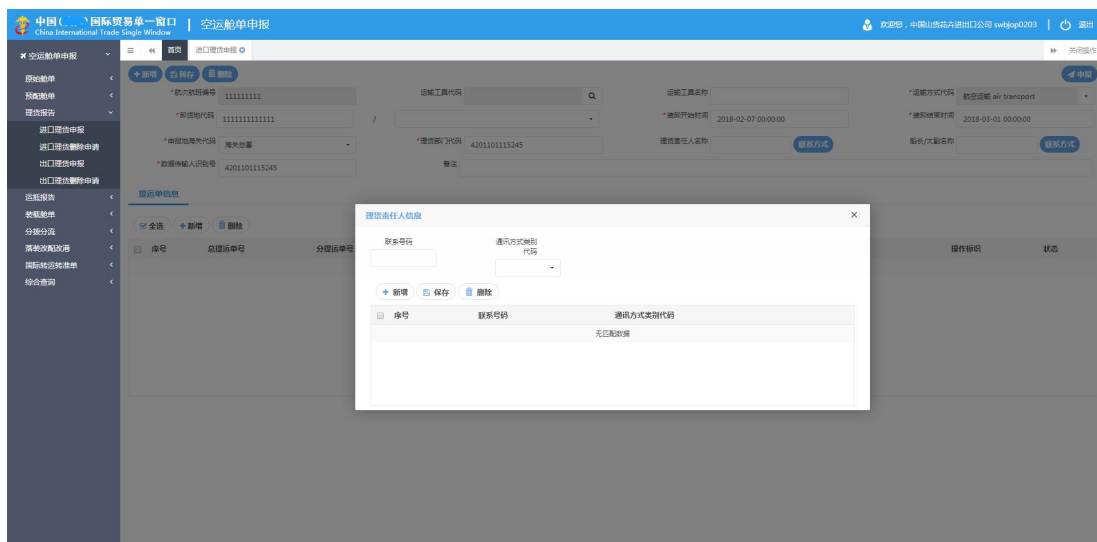 中国( )国际贸易单一窗口 | 空运舱单申报
China International Trade Single Window
欢迎您，中国山货花卉进出口公司 swbjop0203 | 退出
空运舱单申报
首页 进口理货申报 关闭操作
原始舱单
预配舱单
理货报告
进口理货申报
进口理货删除申请
出口理货申报
出口理货删除申请
运抵报告
装载舱单
分拨分流
落装改配改港
国际转运转准单
综合查询
+新增 暂存 删除 申报
*航次航班编号 111111111 运输工具代码 运输工具名称 *运输方式代码 航空运输 air transport
*卸货地代码 1111111111111 / *装卸开始时间 2018-02-07 00:00:00 *装卸结束时间 2018-03-01 00:00:00
*申报地海关代码 海关总署 *理货部门代码 4201101115245 理货责任人名称 联系方式 船长/大副名称 联系方式
*数据传输人识别号 4201101115245 备注
提运单信息
全选 +新增 删除
序号 总提运单号 分提运单号 操作标识 状态
理货责任人信息 ×
联系号码 通讯方式类别
代码
+ 新增 保存 删除
序号 联系号码 通讯方式类别代码
无匹配数据